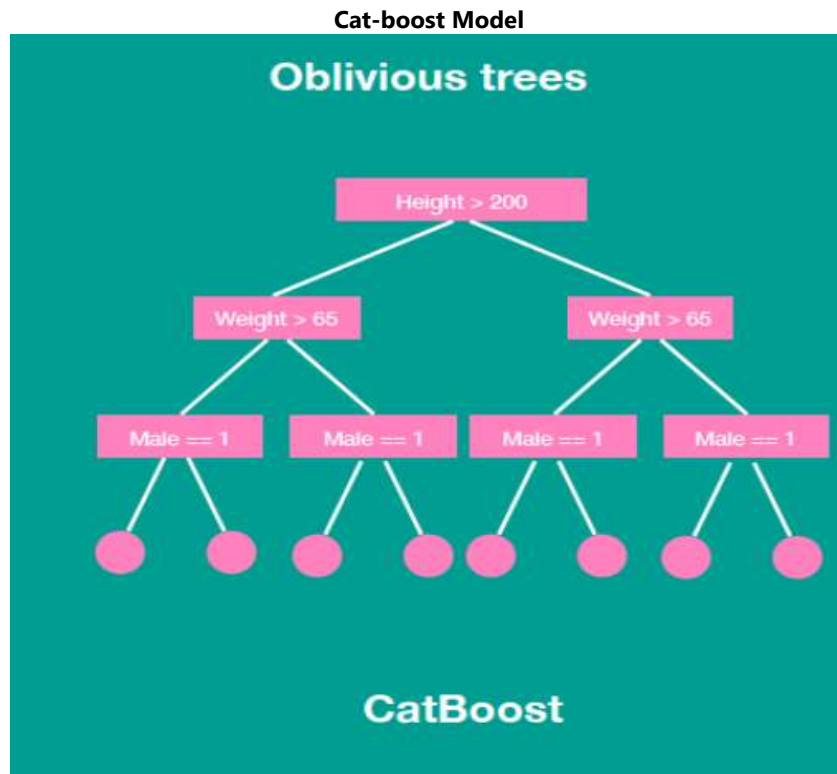 Cat-boost Model
Oblivious trees
Height > 200
Weight > 65
Weight > 65
Male == 1
Male == 1
Male == 1
Male == 1
CatBoost